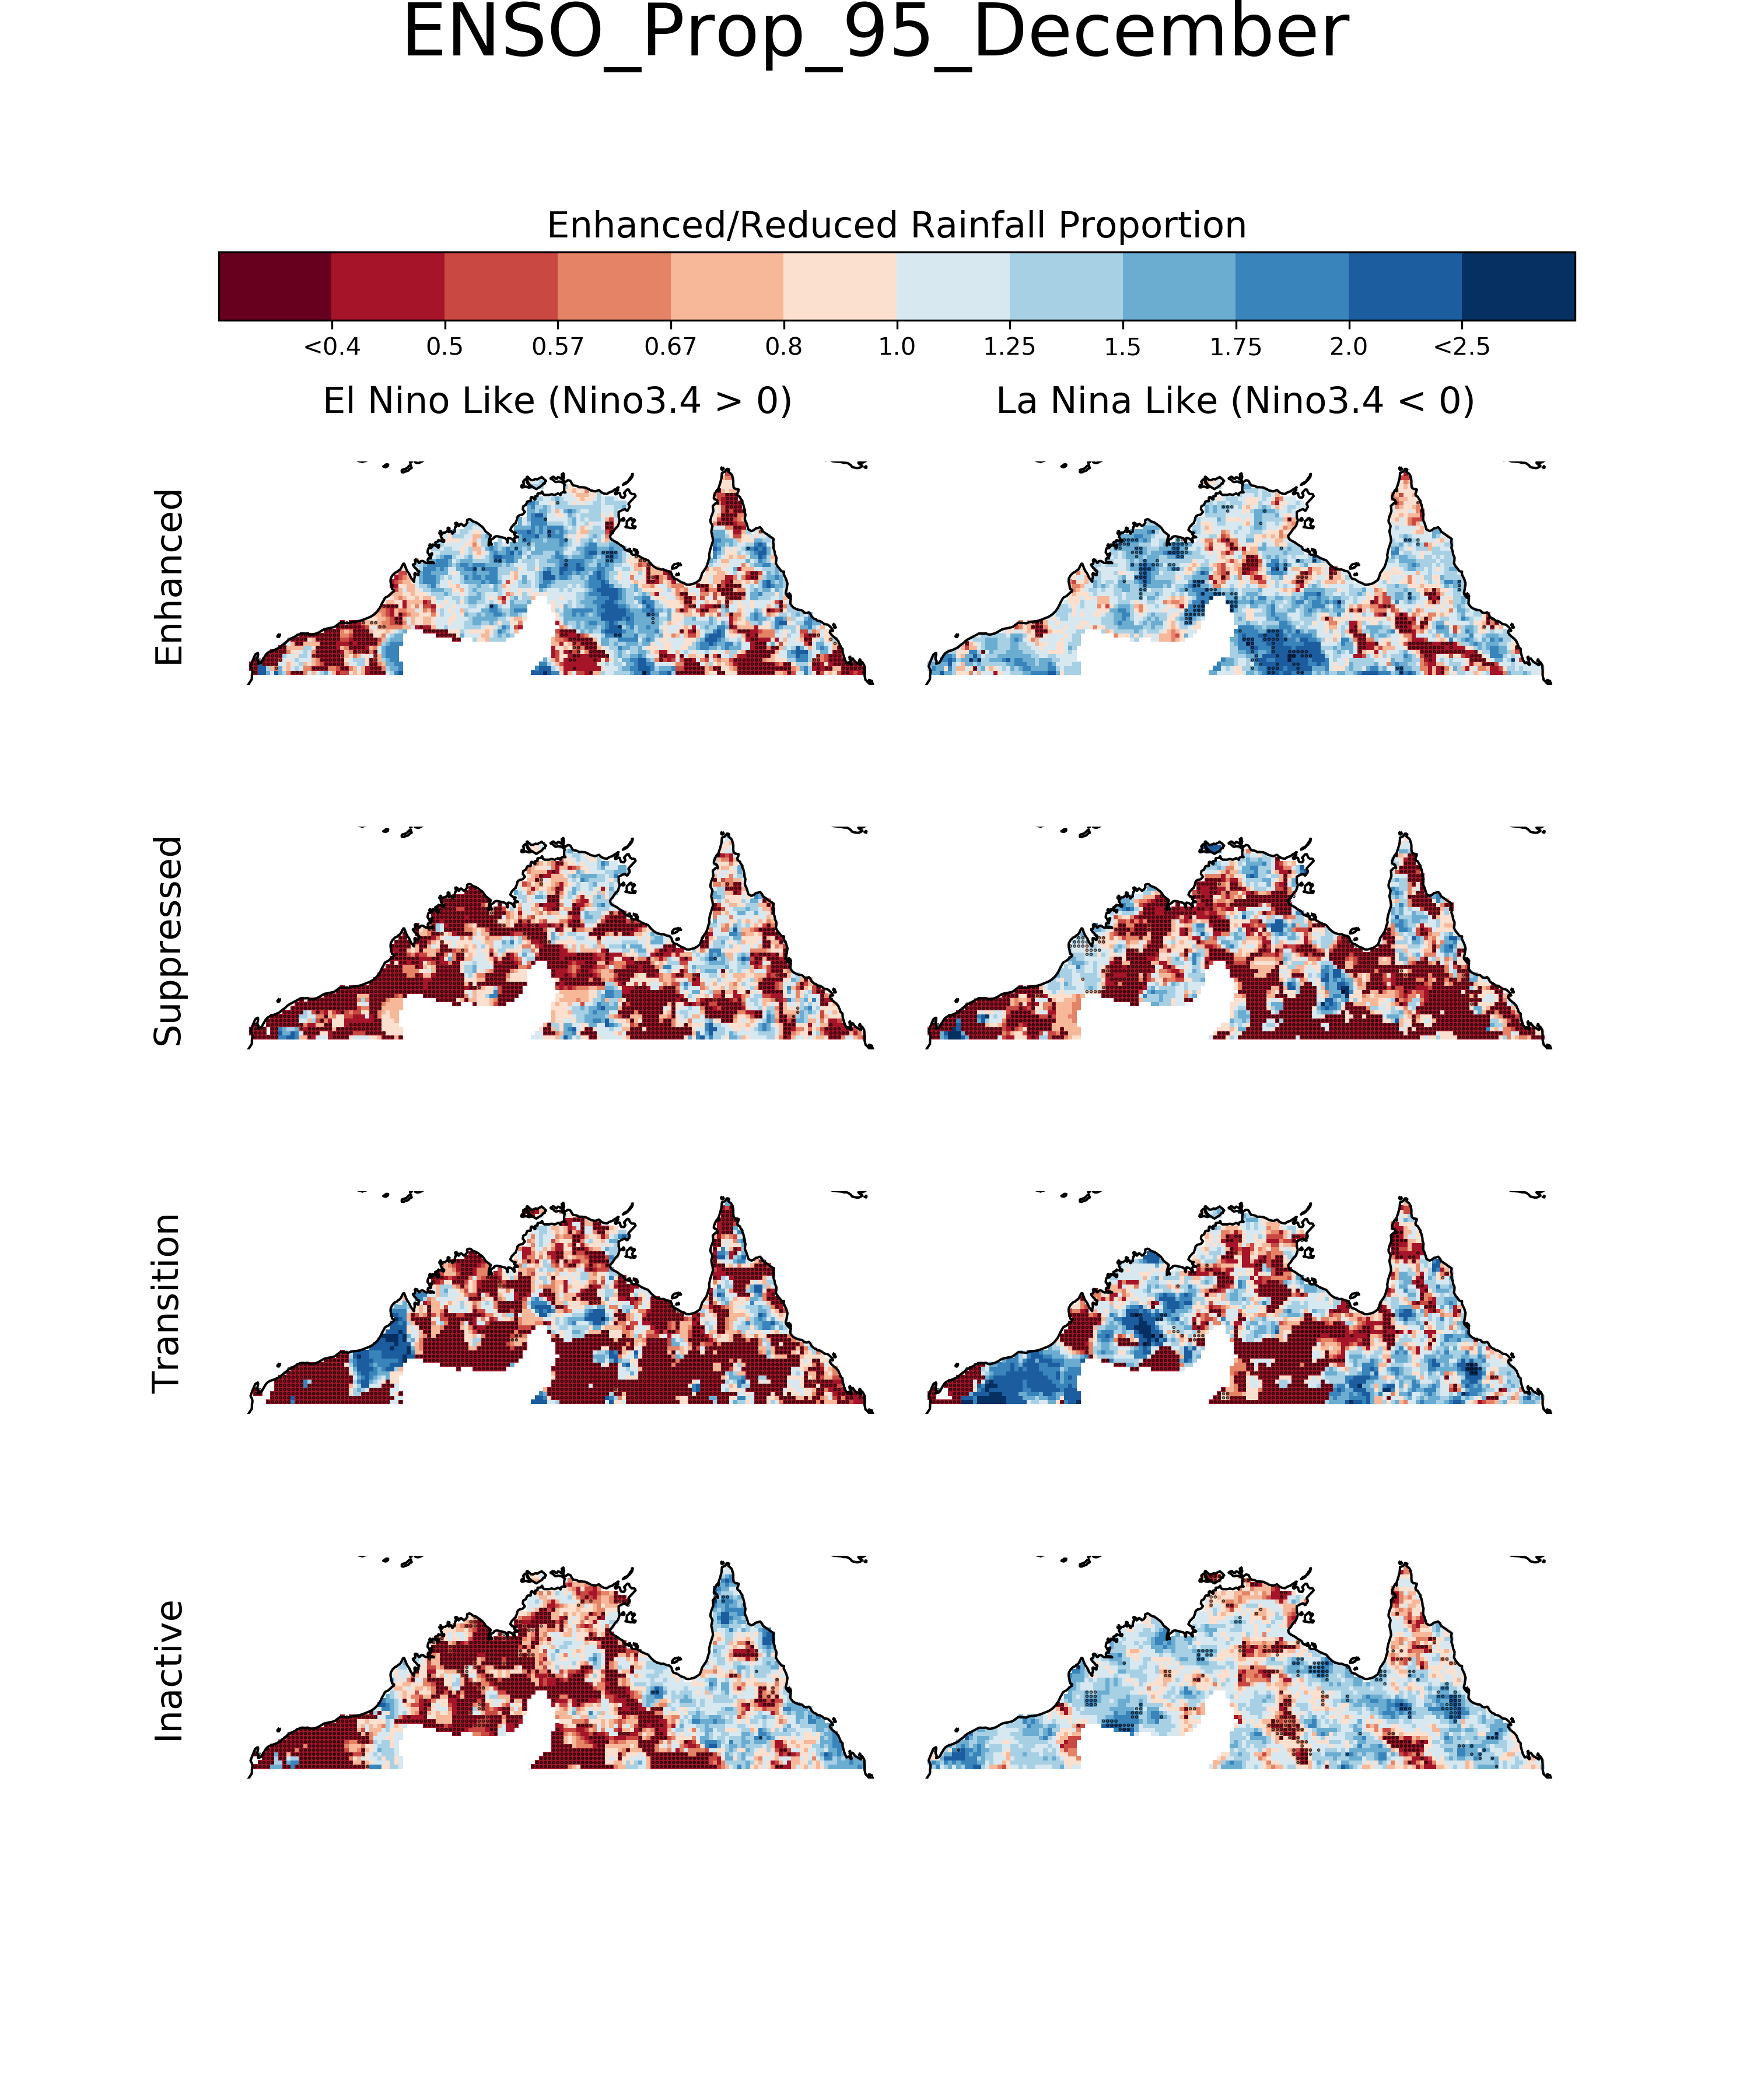 ENSO_Prop_95_December
Enhanced/Reduced Rainfall Proportion
<0.4 0.5 0.57 0.67 0.8 1.0 1.25 1.5 1.75 2.0 <2.5
El Nino Like (Nino3.4 > 0) La Nina Like (Nino3.4 < 0)
Enhanced
Suppressed
Transition
Inactive